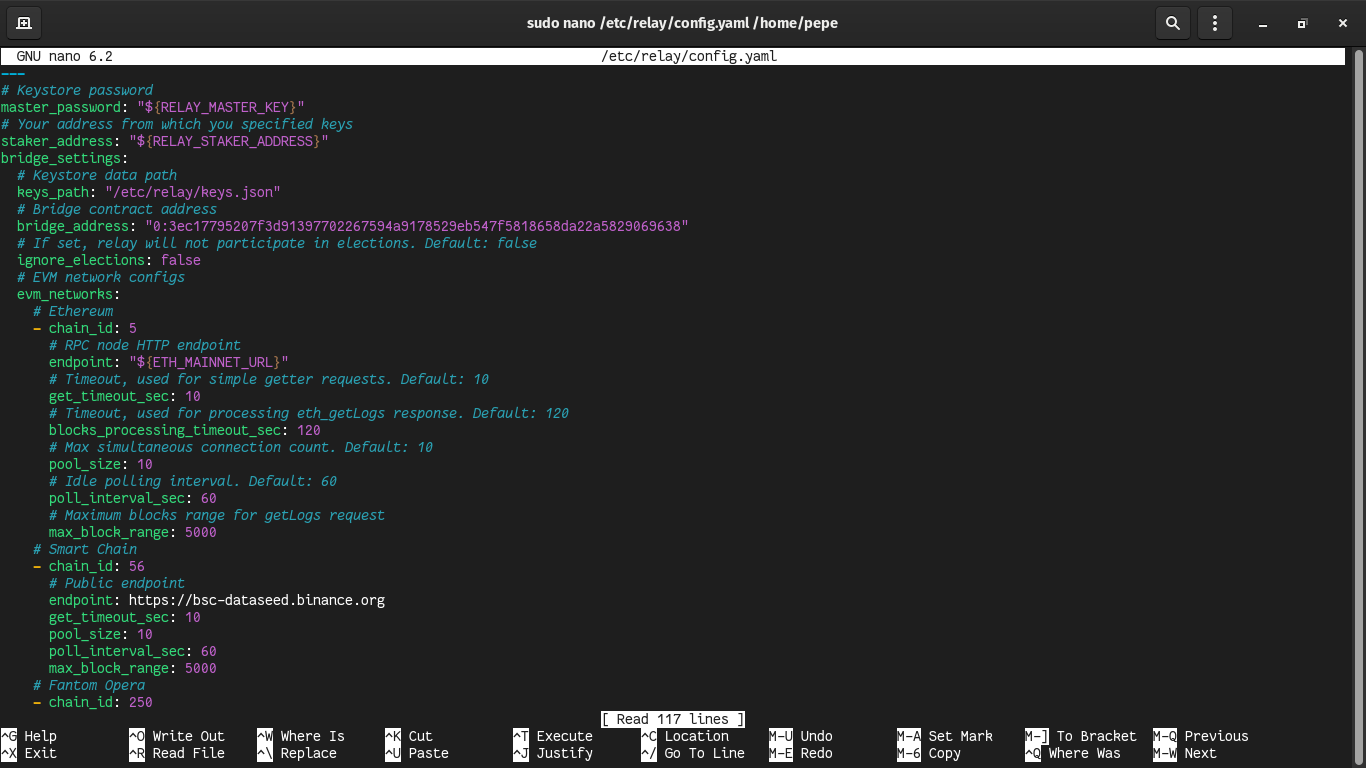 sudo nano /etc/relay/config.yaml /home/pepe
GNU nano 6.2 /etc/relay/config.yaml
---
# Keystore password
master_password: "${RELAY_MASTER_KEY}"
# Your address from which you specified keys
staker_address: "${RELAY_STAKER_ADDRESS}"
bridge_settings:
  # Keystore data path
  keys_path: "/etc/relay/keys.json"
  # Bridge contract address
  bridge_address: "0:3ec17795207f3d91397702267594a9178529eb547f5818658da22a5829069638"
  # If set, relay will not participate in elections. Default: false
  ignore_elections: false
  # EVM network configs
  evm_networks:
    # Ethereum
    - chain_id: 5
      # RPC node HTTP endpoint
      endpoint: "${ETH_MAINNET_URL}"
      # Timeout, used for simple getter requests. Default: 10
      get_timeout_sec: 10
      # Timeout, used for processing eth_getLogs response. Default: 120
      blocks_processing_timeout_sec: 120
      # Max simultaneous connection count. Default: 10
      pool_size: 10
      # Idle polling interval. Default: 60
      poll_interval_sec: 60
      # Maximum blocks range for getLogs request
      max_block_range: 5000
    # Smart Chain
    - chain_id: 56
      # Public endpoint
      endpoint: https://bsc-dataseed.binance.org
      get_timeout_sec: 10
      pool_size: 10
      poll_interval_sec: 60
      max_block_range: 5000
    # Fantom Opera
    - chain_id: 250
[ Read 117 lines ]
^G Help ^O Write Out ^W Where Is ^K Cut ^T Execute ^C Location M-U Undo M-A Set Mark M-] To Bracket M-Q Previous
^X Exit ^R Read File ^\ Replace ^U Paste ^J Justify ^/ Go To Line M-E Redo M-6 Copy ^Q Where Was M-W Next